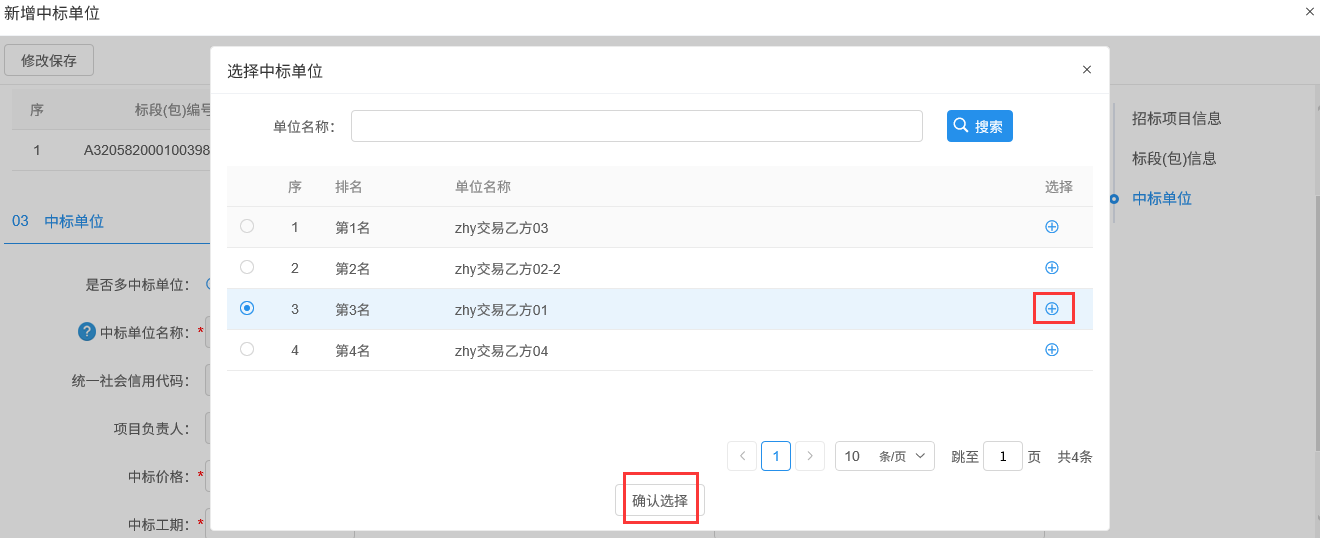 新增中标单位
修改保存
选择中标单位
单位名称：
搜索
序 标段(包)编号
1 A320582000100398
序 排名 单位名称 选择
1 第1名 zhy交易乙方03
2 第2名 zhy交易乙方02-2
3 第3名 zhy交易乙方01
4 第4名 zhy交易乙方04
1 10 条/页 跳至 1 页 共4条
确认选择
03 中标单位
是否多中标单位：
? 中标单位名称：*
统一社会信用代码：
项目负责人：
中标价格：*
中标工期：*
招标项目信息
标段(包)信息
中标单位